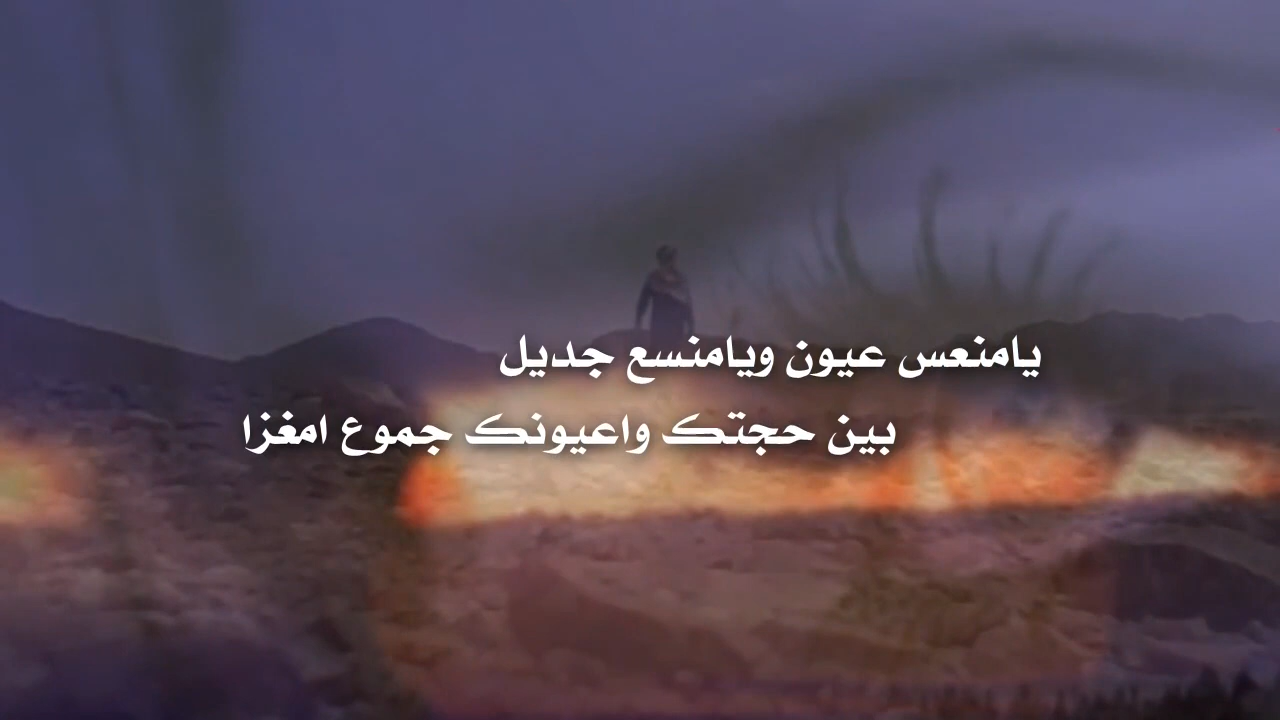 يامنعس عيون ويامنسع جديل
بين حجتك واعيونك جموع امغزا